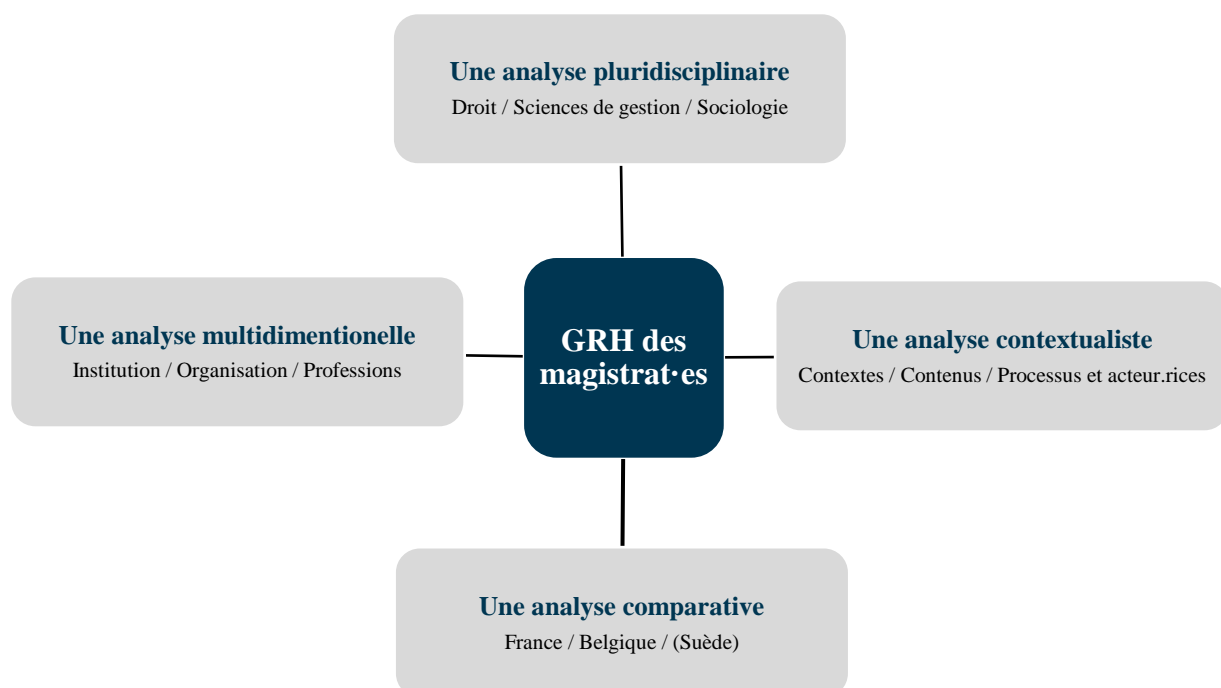 Une analyse pluridisciplinaire
Droit / Sciences de gestion / Sociologie
Une analyse multidimentionelle
Institution / Organisation / Professions
GRH des
magistrat·es
Une analyse contextualiste
Contextes / Contenus / Processus et acteur.rices
Une analyse comparative
France / Belgique / (Suède)